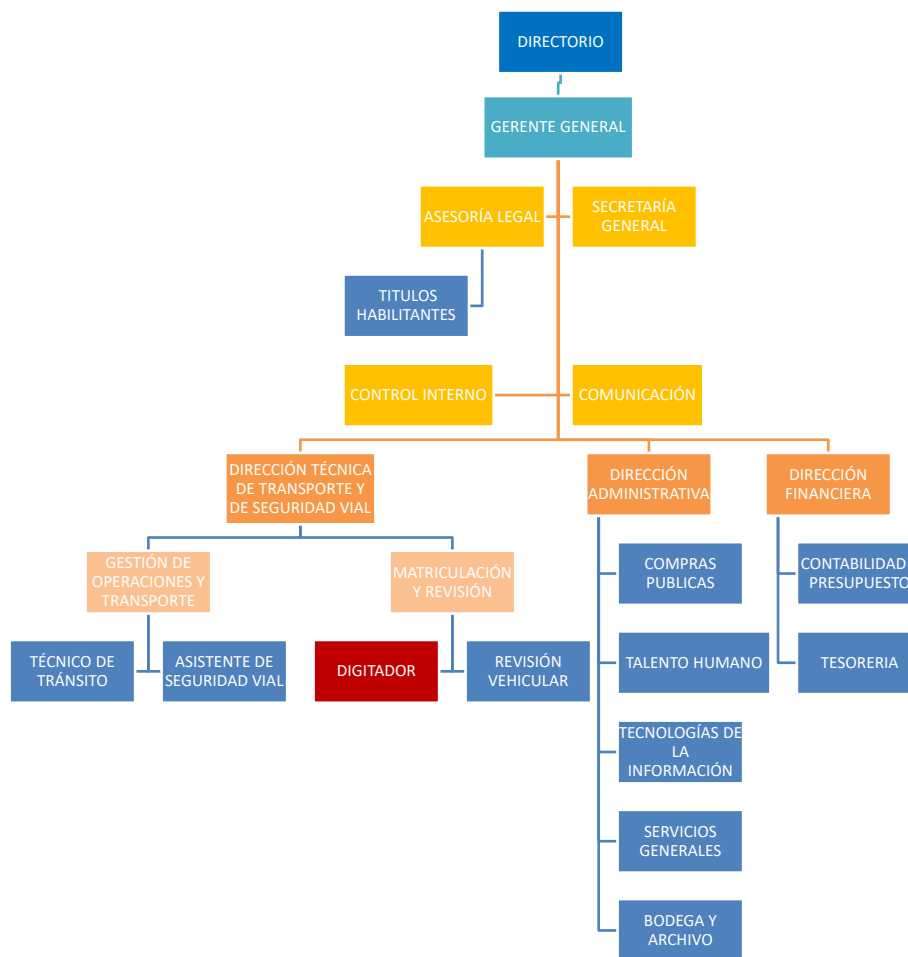 DIRECTORIO
GERENTE GENERAL
ASESORÍA LEGAL
SECRETARÍA
GENERAL
TITULOS
HABILITANTES
CONTROL INTERNO
COMUNICACIÓN
DIRECCIÓN TÉCNICA
DE TRANSPORTE Y
DE SEGURIDAD VIAL
DIRECCIÓN
ADMINISTRATIVA
DIRECCIÓN
FINANCIERA
GESTIÓN DE
OPERACIONES Y
TRANSPORTE
MATRICULACIÓN
Y REVISIÓN
COMPRAS
PUBLICAS
CONTABILIDAD
PRESUPUESTO
TÉCNICO DE
TRÁNSITO
ASISTENTE DE
SEGURIDAD VIAL
DIGITADOR
REVISIÓN
VEHICULAR
TALENTO HUMANO
TESORERIA
TECNOLOGÍAS DE
LA
INFORMACIÓN
SERVICIOS
GENERALES
BODEGA Y
ARCHIVO